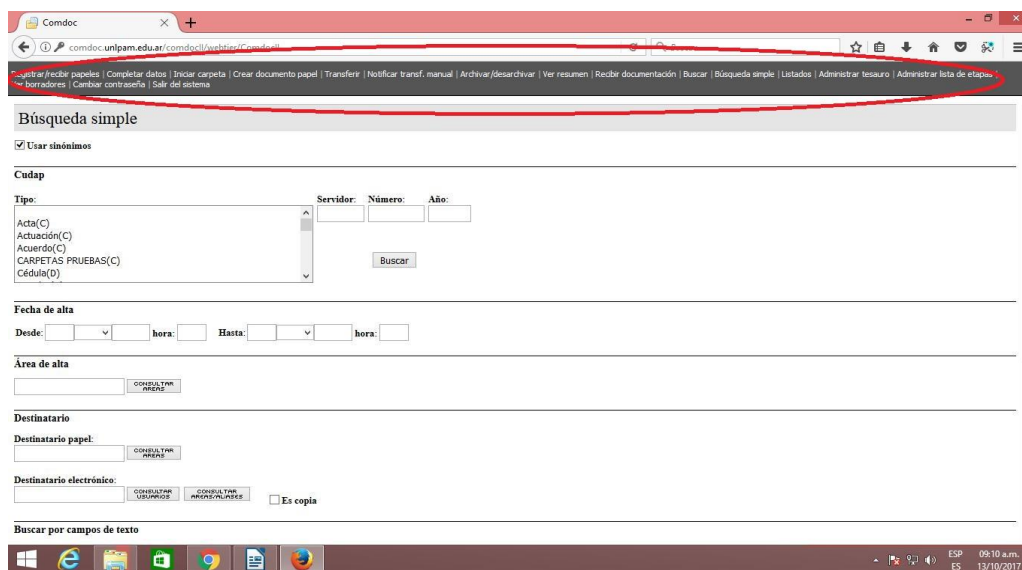 Comdoc
comdoc.unlpam.edu.ar/comdocII/webtier/ComdocII
Registrar/recibir papeles | Completar datos | Iniciar carpeta | Crear documento papel | Transferir | Notificar transf. manual | Archivar/desarchivar | Ver resumen | Recibir documentación | Buscar | Búsqueda simple | Listados | Administrar tesauro | Administrar lista de etapas |
borradores | Cambiar contraseña | Salir del sistema
Búsqueda simple
Usar sinónimos
Cudap
Tipo: Servidor: Número: Año:
Acta(C)
Actuación(C)
Acuerdo(C)
CARPETAS PRUEBAS(C)
Cédula(D)
Buscar
Fecha de alta
Desde: hora: Hasta: hora:
Área de alta
CONSULTAR AREAS
Destinatario
Destinatario papel:
CONSULTAR AREAS
Destinatario electrónico:
CONSULTAR USUARIOS CONSULTAR AREAS/ALIASES Es copia
Buscar por campos de texto
ESP 09:10 a.m.
ES 13/10/2017